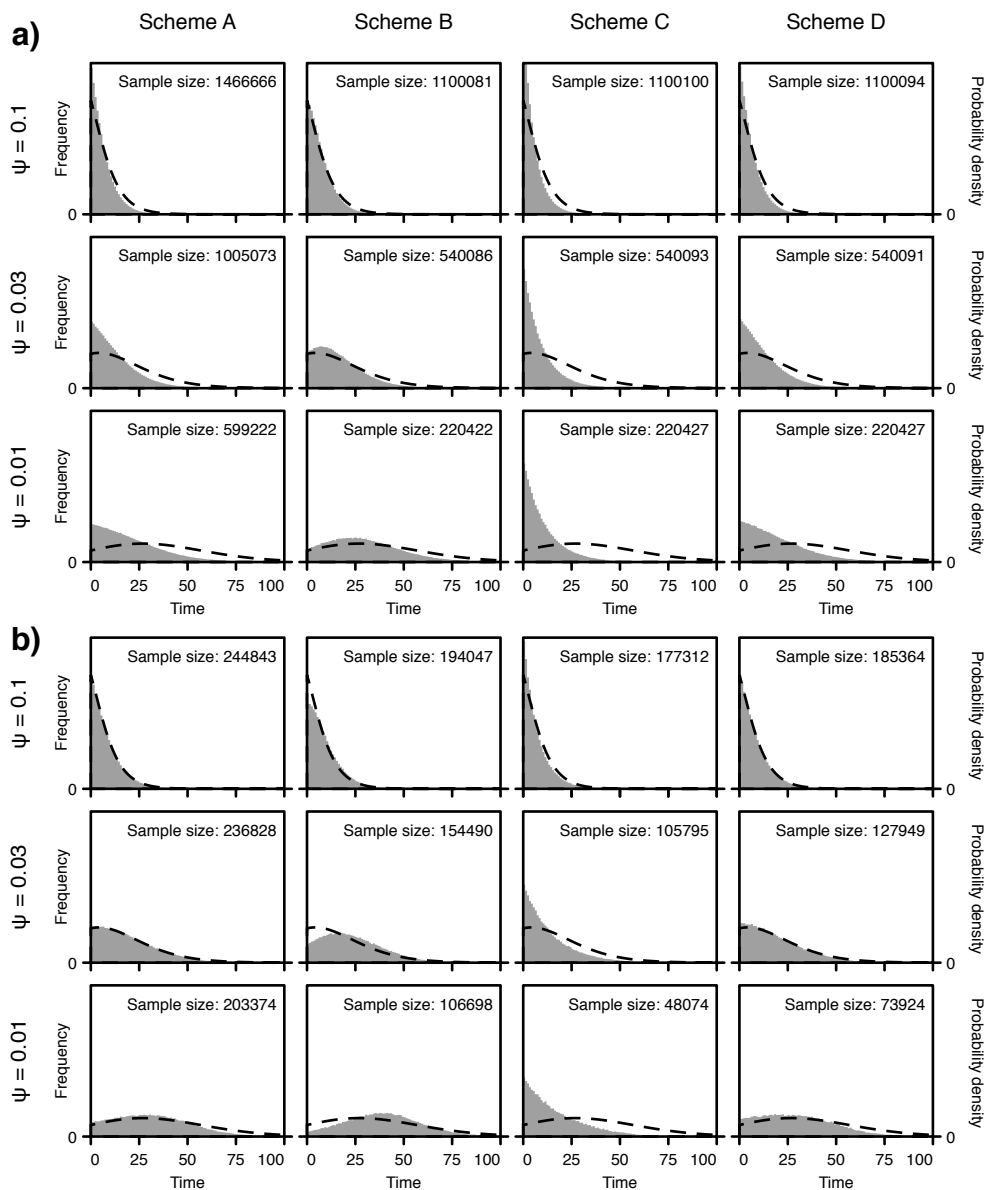 a)
Scheme A Scheme B Scheme C Scheme D
ψ = 0.1
Frequency
Sample size: 1466666
Sample size: 1100081
Sample size: 1100100
Sample size: 1100094
Probability density
0 0
ψ = 0.03
Frequency
Sample size: 1005073
Sample size: 540086
Sample size: 540093
Sample size: 540091
Probability density
0 0
ψ = 0.01
Frequency
Sample size: 599222
Sample size: 220422
Sample size: 220427
Sample size: 220427
Probability density
0 0
0 25 50 75 100 0 25 50 75 100 0 25 50 75 100 0 25 50 75 100
Time Time Time Time
b)
ψ = 0.1
Frequency
Sample size: 244843
Sample size: 194047
Sample size: 177312
Sample size: 185364
Probability density
0 0
ψ = 0.03
Frequency
Sample size: 236828
Sample size: 154490
Sample size: 105795
Sample size: 127949
Probability density
0 0
ψ = 0.01
Frequency
Sample size: 203374
Sample size: 106698
Sample size: 48074
Sample size: 73924
Probability density
0 0
0 25 50 75 100 0 25 50 75 100 0 25 50 75 100 0 25 50 75 100
Time Time Time Time